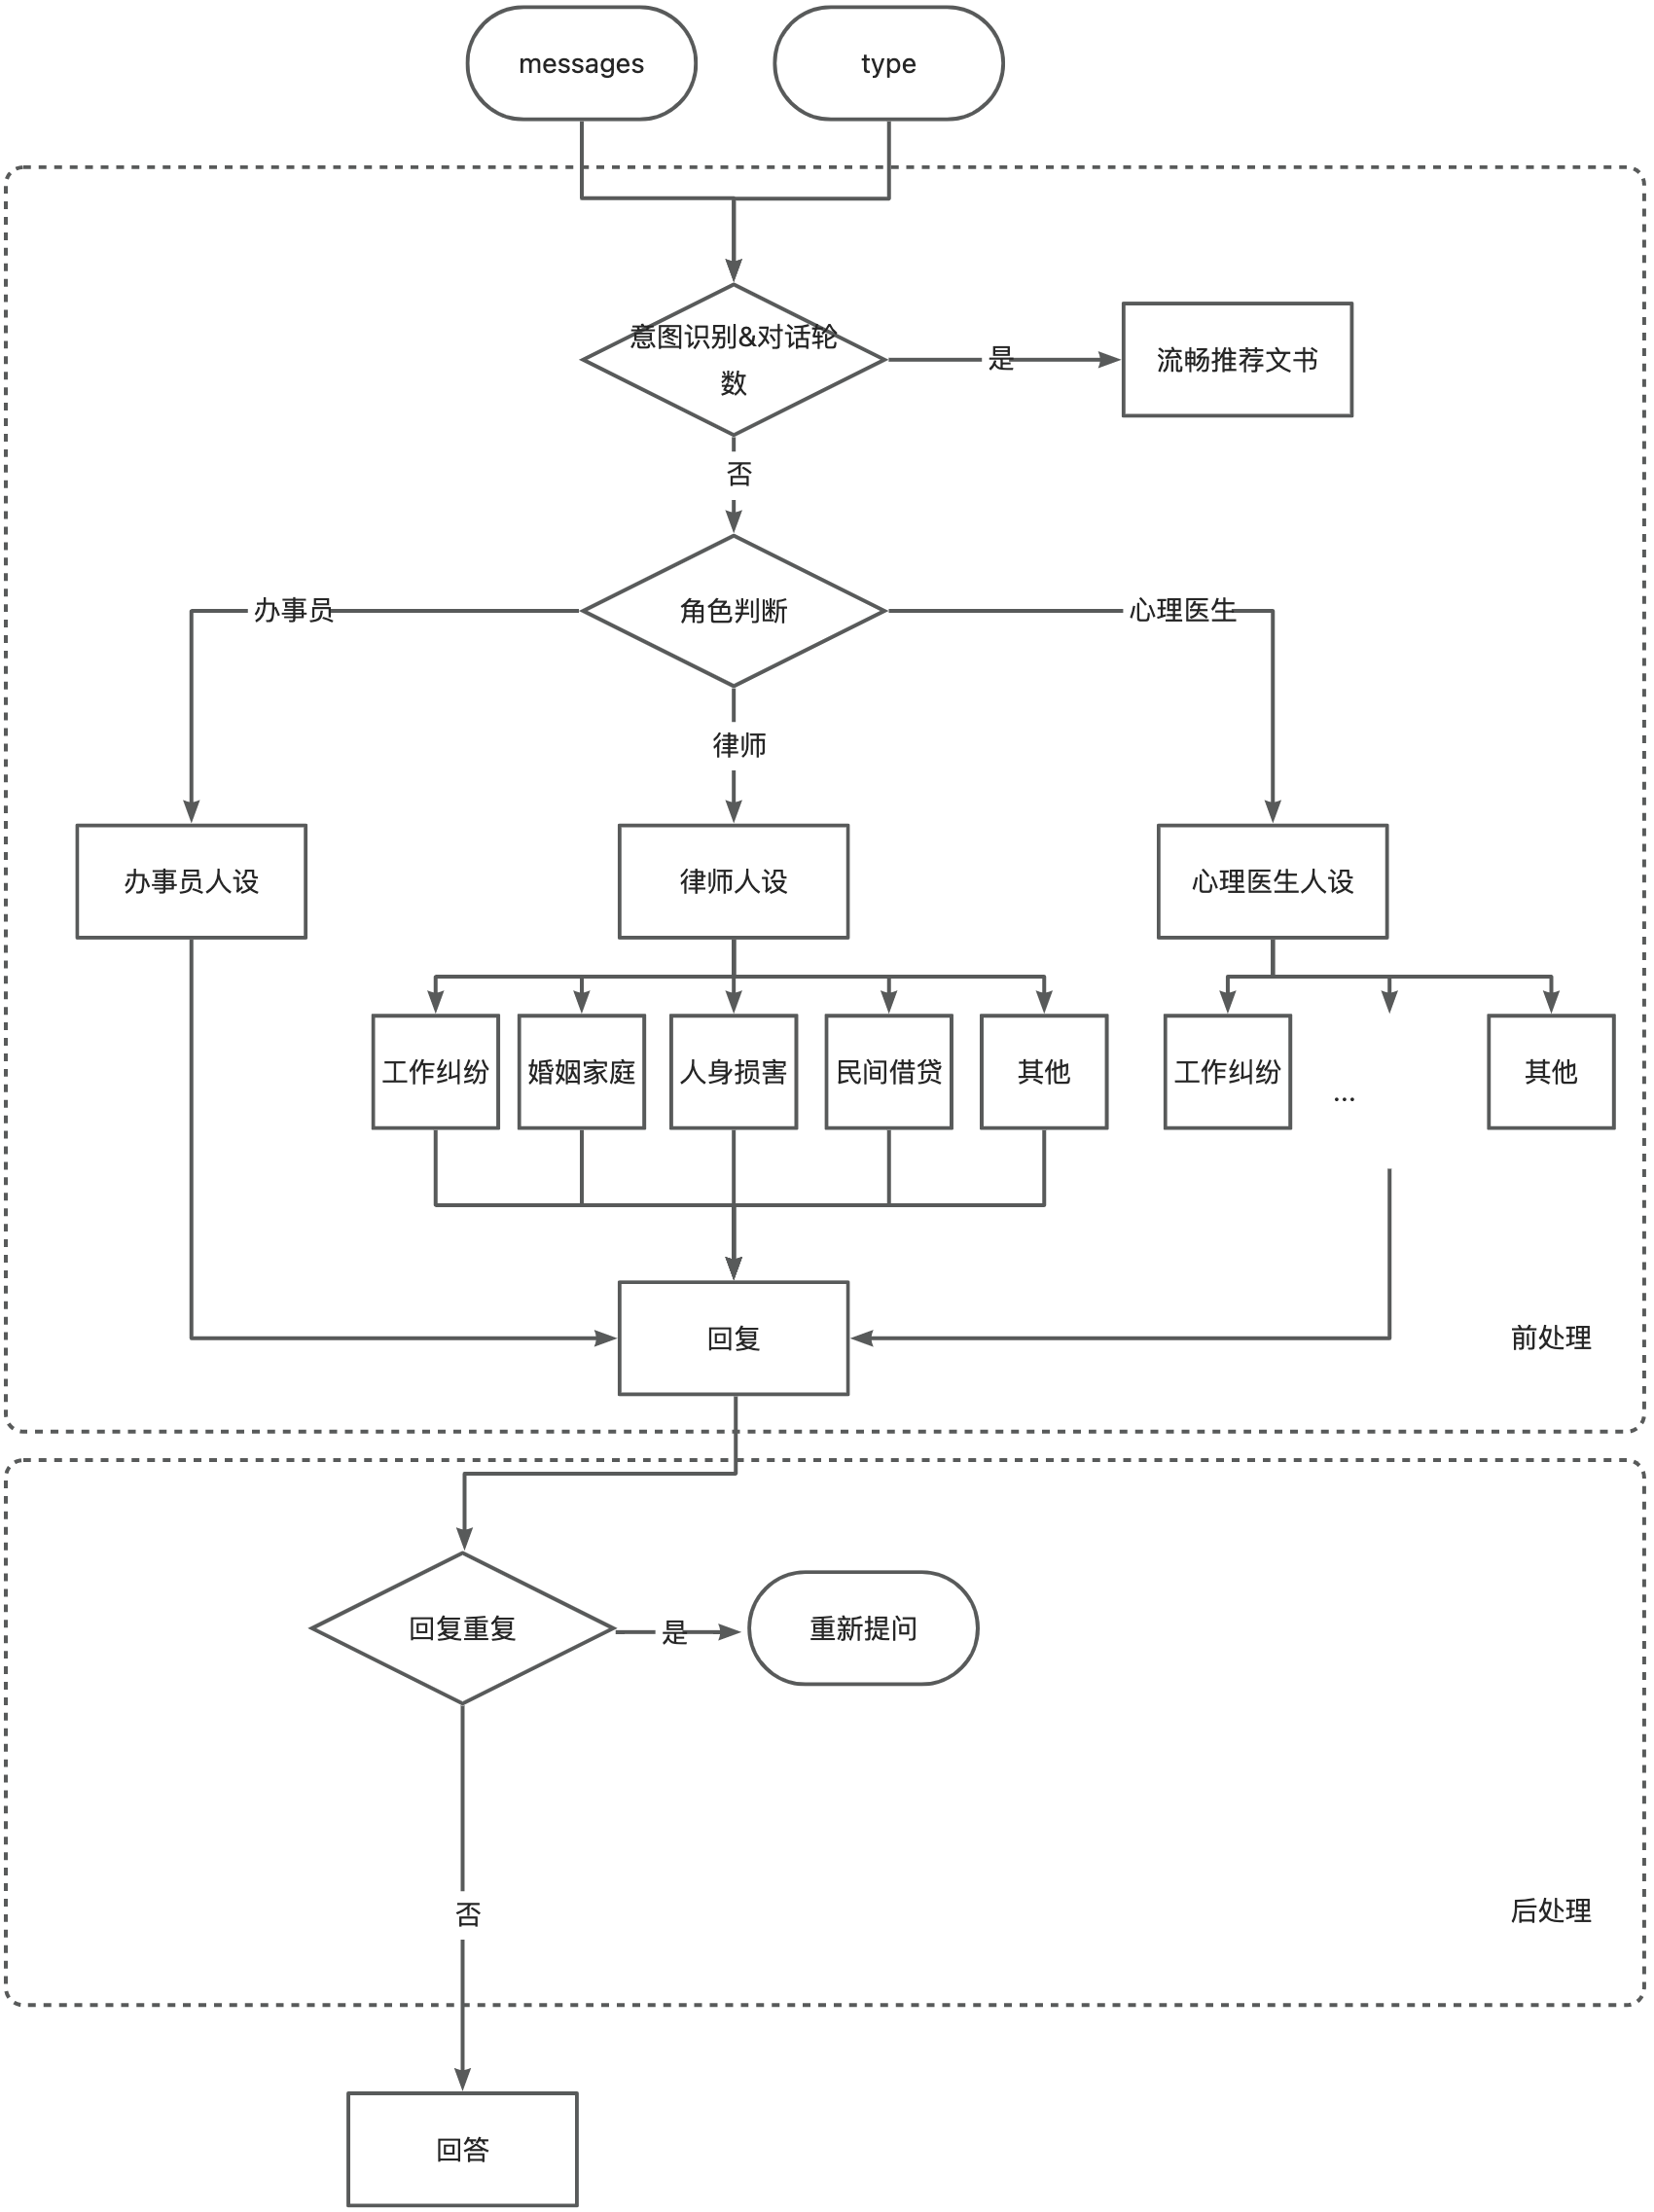 messages
type
意图识别&对话轮
数
是
流畅推荐文书
否
办事员
角色判断
心理医生
律师
办事员人设
律师人设
心理医生人设
工作纠纷
婚姻家庭
人身损害
民间借贷
其他
工作纠纷
...
其他
回复
前处理
回复重复
是
重新提问
否
后处理
回答